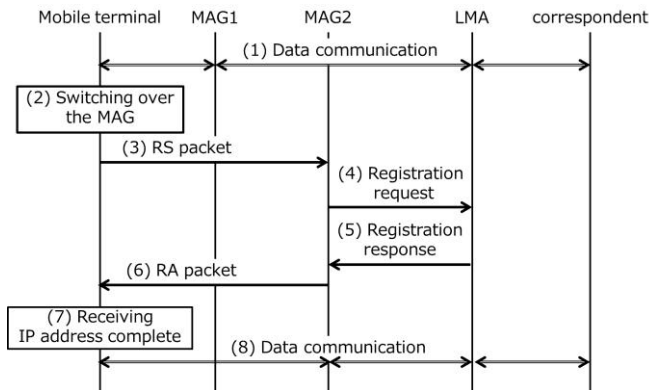 Mobile terminal MAG1 MAG2 LMA correspondent
(1) Data communication
(2) Switching over
the MAG
(3) RS packet
(4) Registration
request
(5) Registration
response
(6) RA packet
(7) Receiving
IP address complete
(8) Data communication